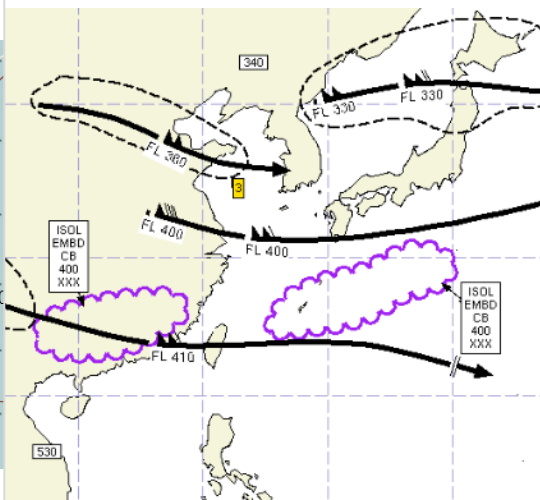 340
FL 330
FL 330
FL 360
3
FL 400
FL 400
ISOL
EMBD
CB
400
XXX
ISOL
EMBD
CB
400
XXX
FL 410
530